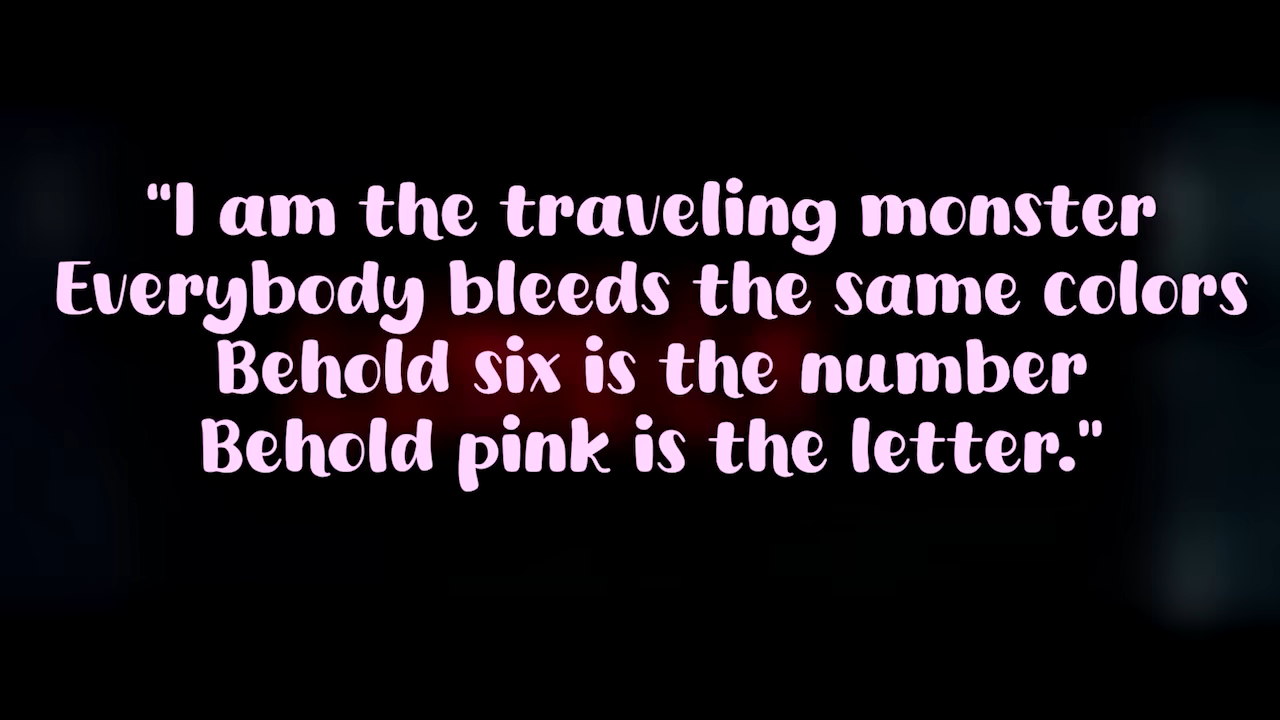 "I am the traveling monster
Everybody bleeds the same colors
Behold six is the number
Behold pink is the letter."